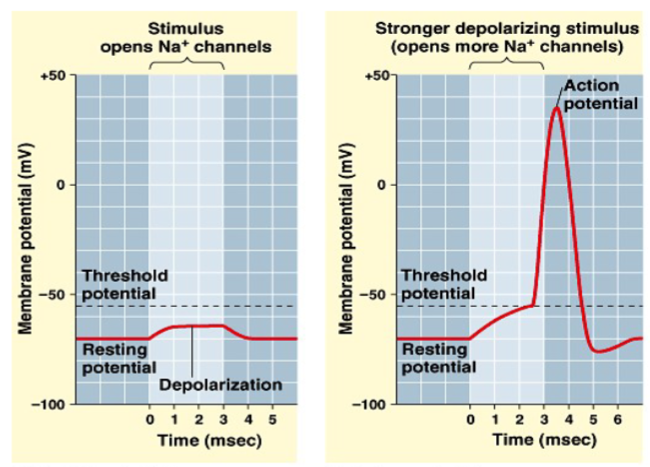 Stimulus
opens Na+ channels
+50
0
−50
−100
Membrane potential (mV)
Threshold
potential
Resting
potential
Depolarization
0 1 2 3 4 5
Time (msec)
Stronger depolarizing stimulus
(opens more Na+ channels)
+50
0
−50
−100
Membrane potential (mV)
Action
potential
Threshold
potential
Resting
potential
0 1 2 3 4 5 6
Time (msec)